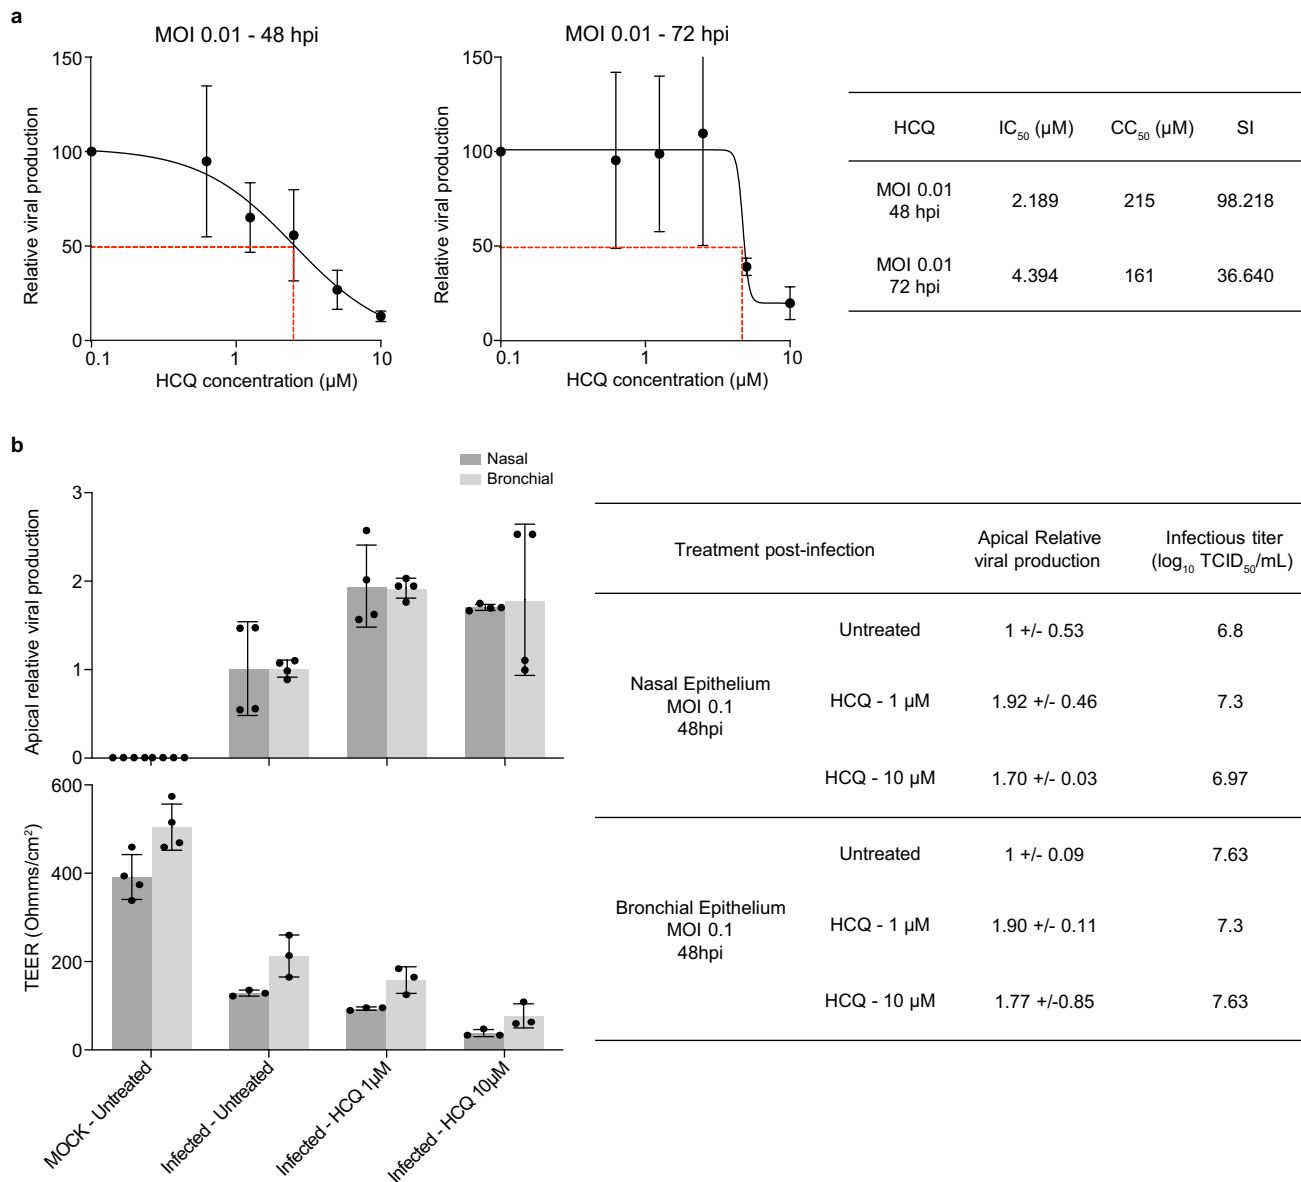 a
MOI 0.01 - 48 hpi
150
100
50
0
Relative viral production
0.1
1
10
HCQ concentration (µM)
MOI 0.01 - 72 hpi
150
100
50
0
Relative viral production
0.1
1
10
HCQ concentration (µM)
HCQ IC50 (µM) CC50 (µM) SI
MOI 0.01
48 hpi
2.189 215 98.218
MOI 0.01
72 hpi
4.394 161 36.640
b
Nasal
Bronchial
3
2
1
0
Apical relative viral production
600
400
200
0
TEER (Ohmms/cm²)
MOCK - Untreated
Infected - Untreated
Infected - HCQ 1µM
Infected - HCQ 10µM
Treatment post-infection
Apical Relative
viral production
Infectious titer
(log10 TCID50/mL)
Nasal Epithelium
MOI 0.1
48hpi
Untreated 1 +/- 0.53 6.8
HCQ - 1 µM 1.92 +/- 0.46 7.3
HCQ - 10 µM 1.70 +/- 0.03 6.97
Bronchial Epithelium
MOI 0.1
48hpi
Untreated 1 +/- 0.09 7.63
HCQ - 1 µM 1.90 +/- 0.11 7.3
HCQ - 10 µM 1.77 +/-0.85 7.63